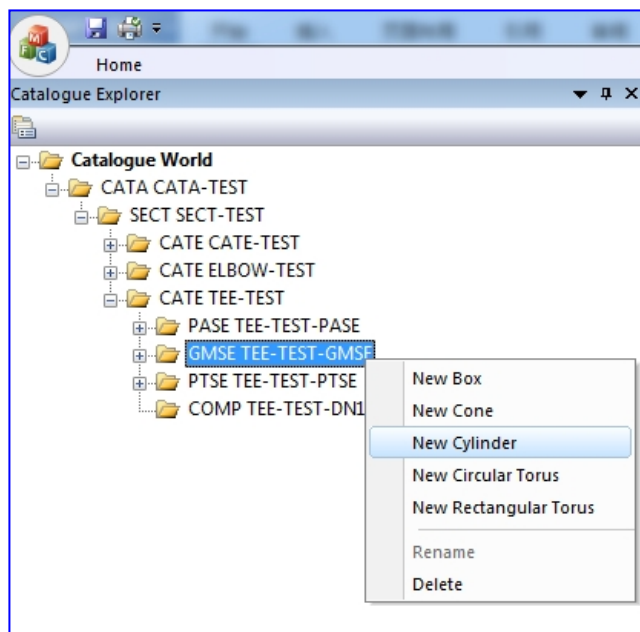 Home
Catalogue Explorer
Catalogue World
CATA CATA-TEST
SECT SECT-TEST
CATE CATE-TEST
CATE ELBOW-TEST
CATE TEE-TEST
PASE TEE-TEST-PASE
GMSE TEE-TEST-GMSE
PTSE TEE-TEST-PTSE
COMP TEE-TEST-DN1
New Box
New Cone
New Cylinder
New Circular Torus
New Rectangular Torus
Rename
Delete